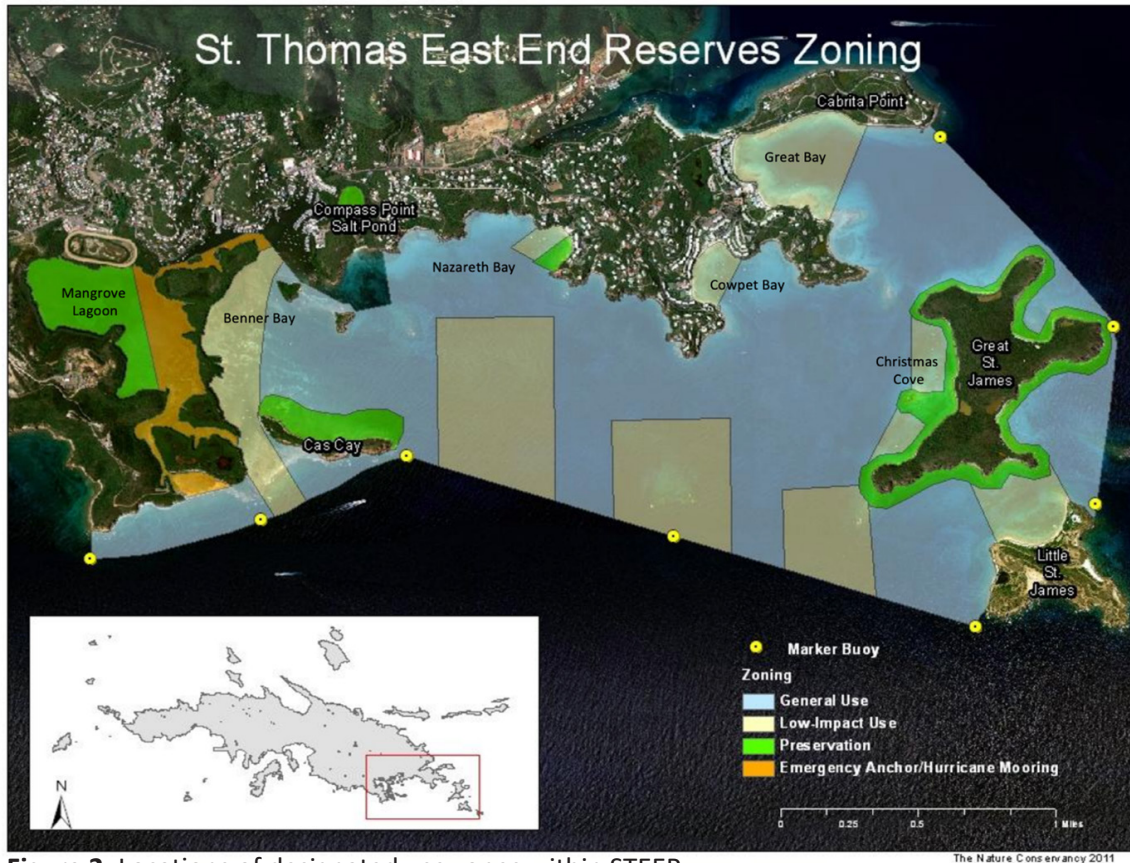 St. Thomas East End Reserves Zoning
Cabrita Point
Great Bay
Compass Point
Salt Pond
Nazareth Bay
Cowpet Bay
Mangrove
Lagoon
Benner Bay
Christmas
Cove
Great
St.
James
Cas Cay
Little
St.
James
Marker Buoy
Zoning
General Use
Low-Impact Use
Preservation
Emergency Anchor/Hurricane Mooring
N
0 0.25 0.5 1 Miles
The Nature Conservancy 2011